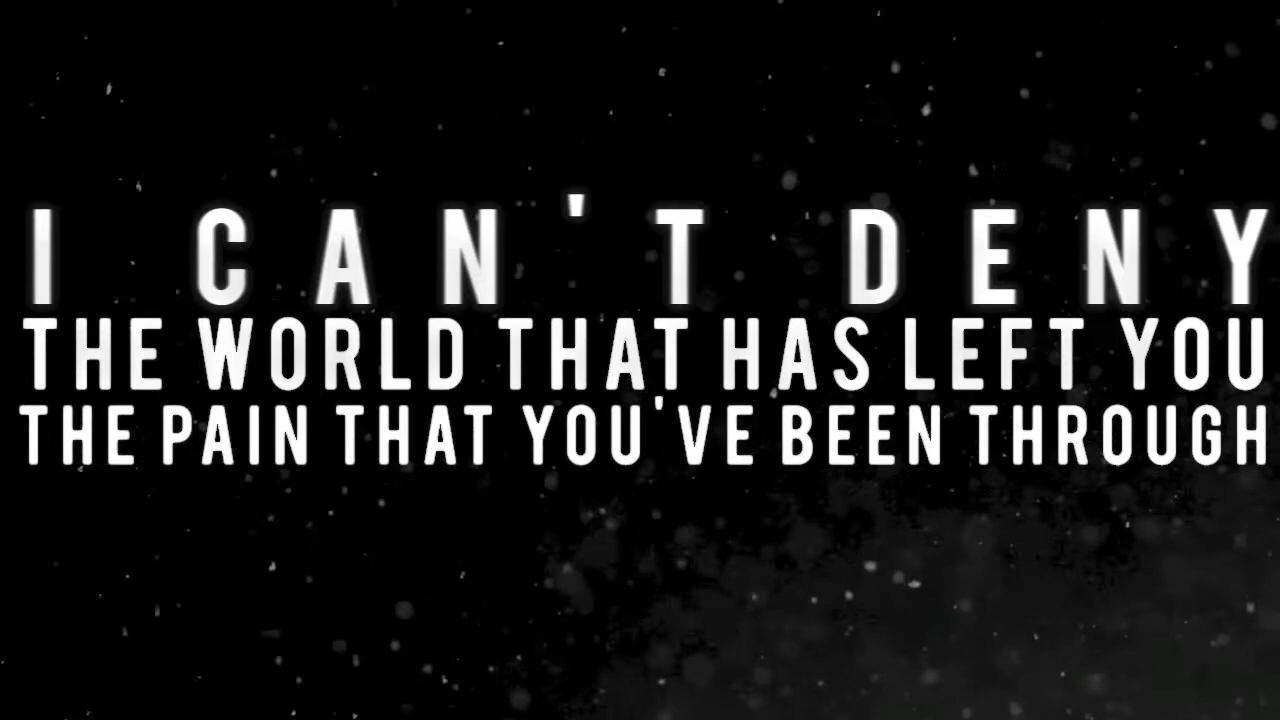 I CAN'T DENY
THE WORLD THAT HAS LEFT YOU
THE PAIN THAT YOU'VE BEEN THROUGH